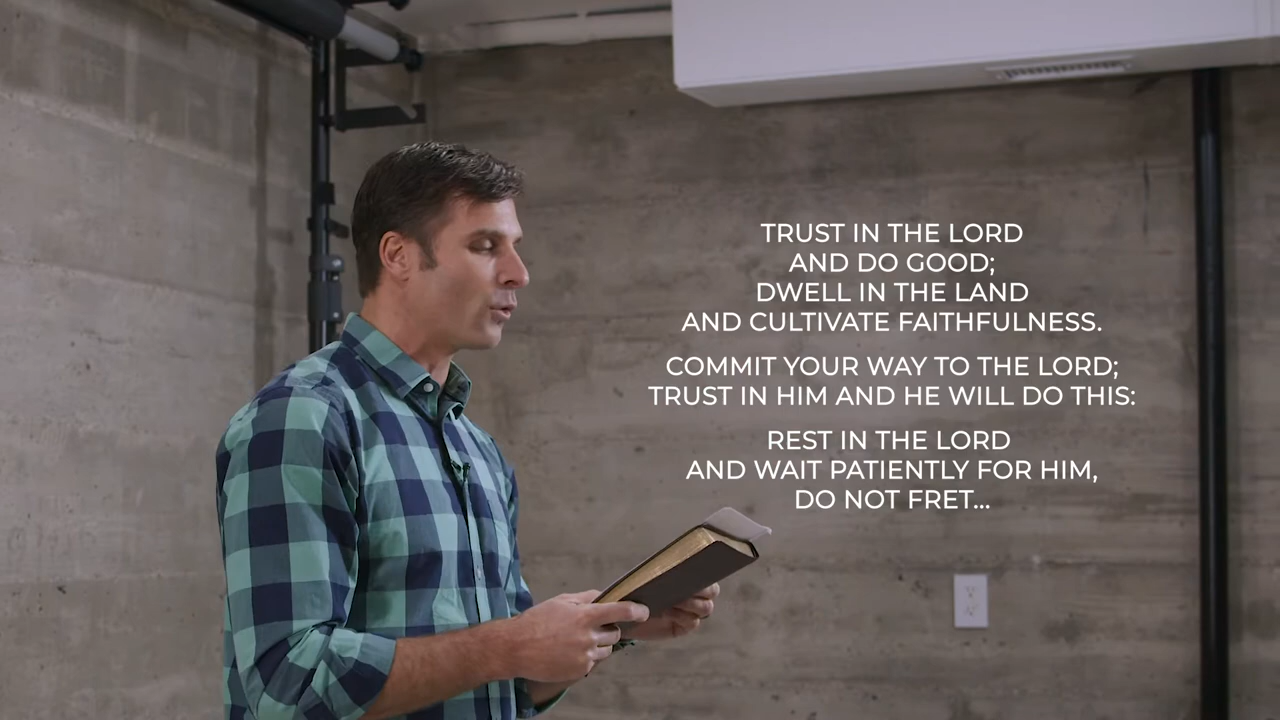 TRUST IN THE LORD
AND DO GOOD;
DWELL IN THE LAND
AND CULTIVATE FAITHFULNESS.
COMMIT YOUR WAY TO THE LORD;
TRUST IN HIM AND HE WILL DO THIS:
REST IN THE LORD
AND WAIT PATIENTLY FOR HIM,
DO NOT FRET...